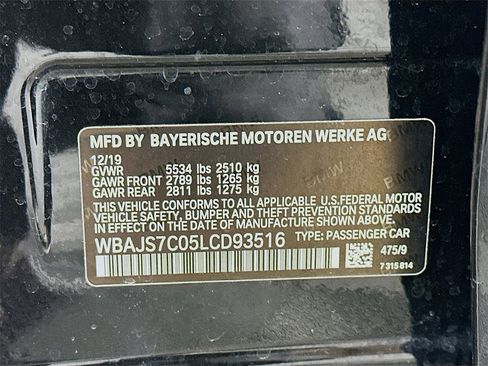 MFD BY BAYERISCHE MOTOREN WERKE AG
12/19
GVWR 5534 lbs 2510 kg
GAWR FRONT 2789 lbs 1265 kg
GAWR REAR 2811 lbs 1275 kg
THIS VEHICLE CONFORMS TO ALL APPLICABLE U.S.FEDERAL MOTOR
VEHICLE SAFETY, BUMPER AND THEFT PREVENTION STANDARDS IN
EFFECT ON THE DATE OF MANUFACTURE SHOWN ABOVE.
WBAJS7C05LCD93516 TYPE: PASSENGER CAR
475/9
7 315 814